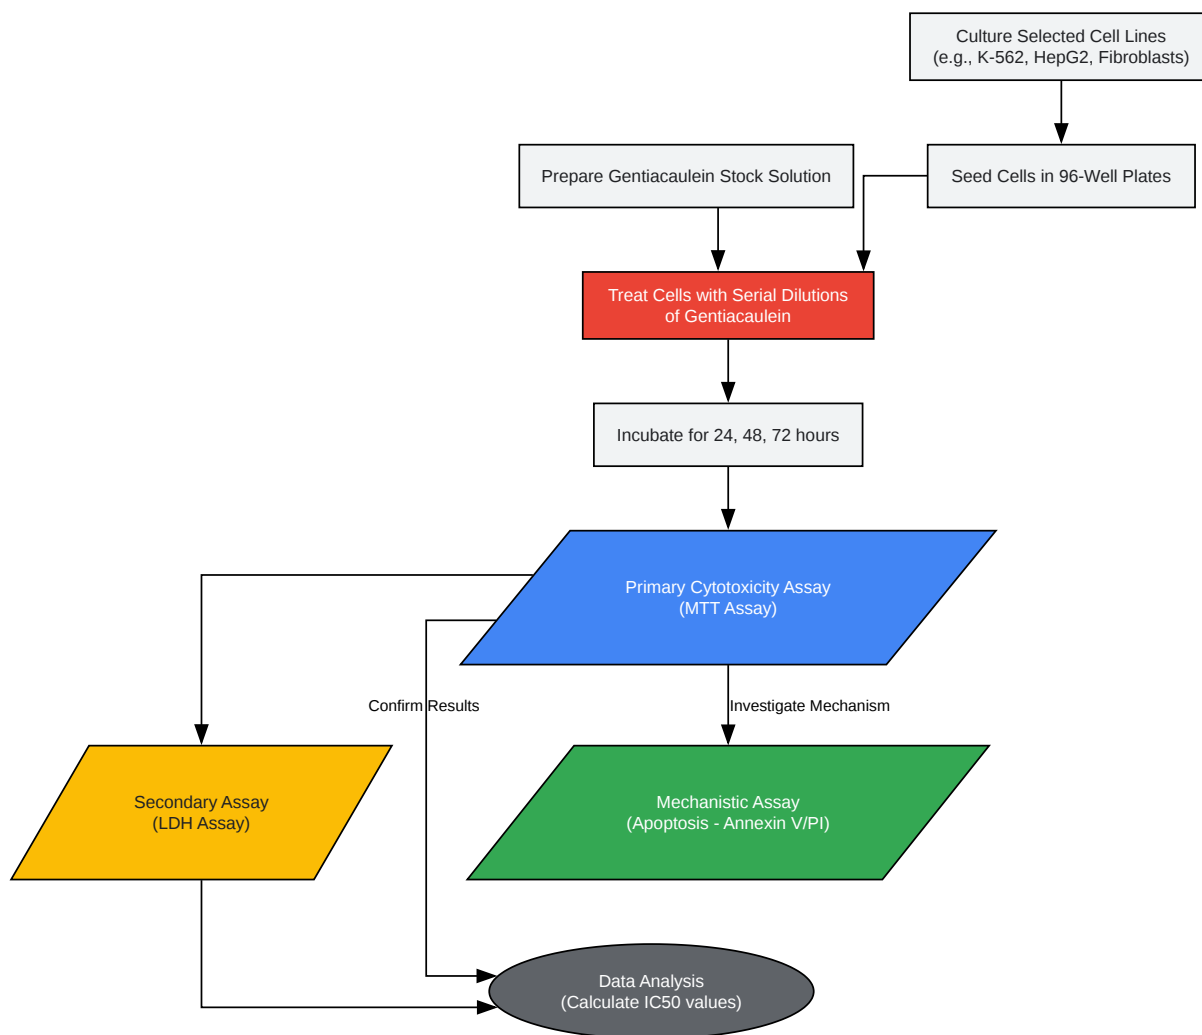 Culture Selected Cell Lines
(e.g., K-562, HepG2, Fibroblasts)
Prepare Gentiacaulein Stock Solution
Seed Cells in 96-Well Plates
Treat Cells with Serial Dilutions
of Gentiacaulein
Incubate for 24, 48, 72 hours
Primary Cytotoxicity Assay
(MTT Assay)
Confirm Results
Investigate Mechanism
Secondary Assay
(LDH Assay)
Mechanistic Assay
(Apoptosis - Annexin V/PI)
Data Analysis
(Calculate IC50 values)